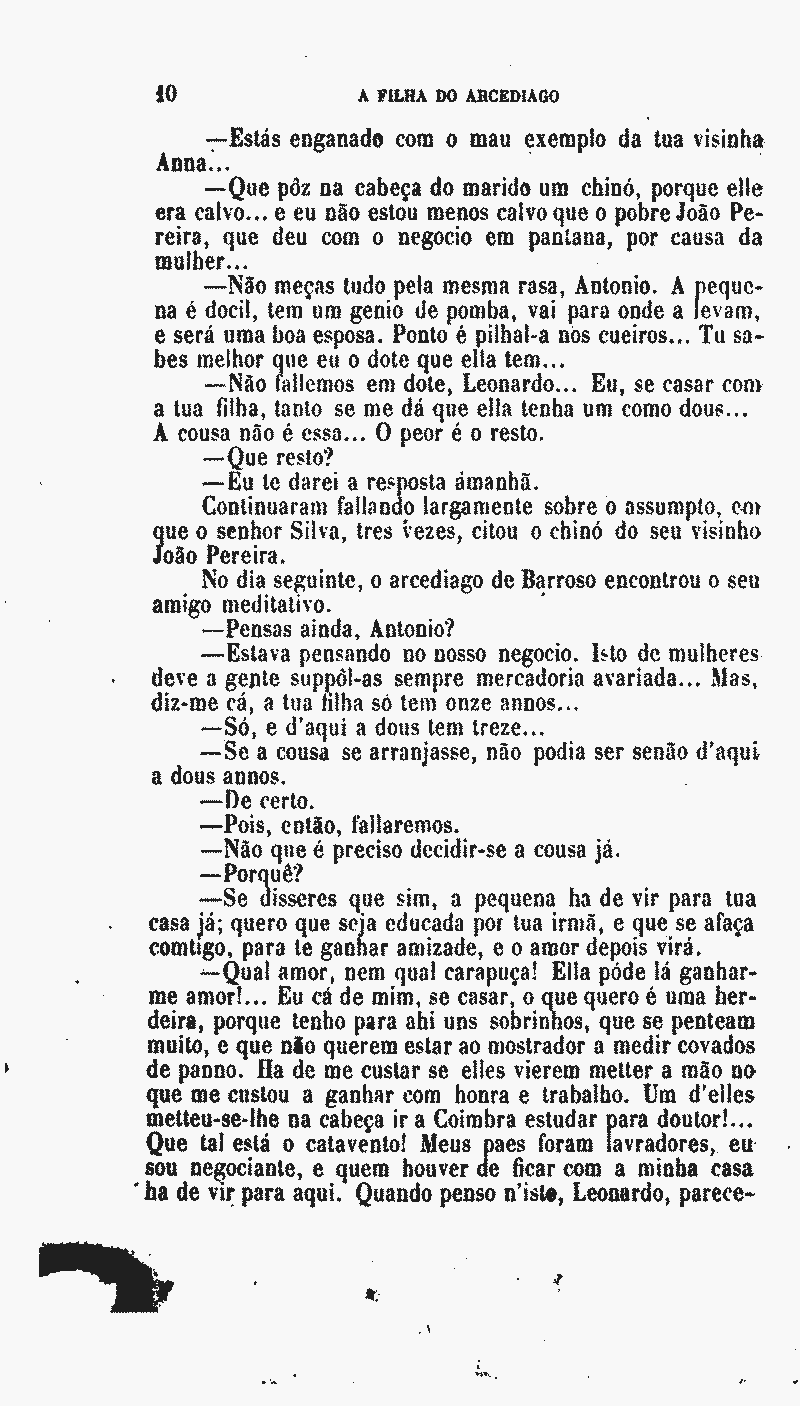 10 A FILHA DO ARCEDIAGO
—Estás enganado com o mau exemplo da tua visinha
Anna...
—Que pôz na cabeça do marido um chinó, porque elle
era calvo... e eu não estou menos calvo que o pobre João Pe-
reira, que deu com o negocio em pantana, por causa da
mulher...
—Não meças tudo pela mesma rasa, Antonio. A peque-
na é docil, tem um genio de pomba, vai para onde a levam,
e será uma boa esposa. Ponto é pilhal-a nos cueiros... Tu sa-
bes melhor que eu o dote que ella tem...
—Não fallemos em dote, Leonardo... Eu, se casar com
a tua filha, tanto se me dá que ella tenha um como dous...
A cousa não é essa... O peor é o resto.
—Que resto?
—Eu te darei a resposta ámanhã.
Continuaram fallando largamente sobre o assumpto, em
que o senhor Silva, tres vezes, citou o chinó do seu visinho
João Pereira.
No dia seguinte, o arcediago de Barroso encontrou o seu
amigo meditativo.
—Pensas ainda, Antonio?
—Estava pensando no nosso negocio. Isto de mulheres
deve a gente suppôl-as sempre mercadoria avariada... Mas,
diz-me cá, a tua filha só tem onze annos...
—Só, e d'aqui a dous tem treze...
—Se a cousa se arranjasse, não podia ser senão d'aqui
a dous annos.
—De certo.
—Pois, então, fallaremos.
—Não que é preciso decidir-se a cousa já.
—Porquê?
—Se disseres que sim, a pequena ha de vir para tua
casa já; quero que seja educada por tua irmã, e que se afaça
comtigo, para te ganhar amizade, e o amor depois virá.
—Qual amor, nem qual carapuça! Ella póde lá ganhar-
me amor!... Eu cá de mim, se casar, o que quero é uma her-
deira, porque tenho para ahi uns sobrinhos, que se penteam
muito, e que não querem estar ao mostrador a medir covados
de panno. Ha de me custar se elles vierem metter a mão no
que me custou a ganhar com honra e trabalho. Um d'elles
metteu-se-lhe na cabeça ir a Coimbra estudar para doutor!...
Que tal está o catavento! Meus paes foram lavradores, eu
sou negociante, e quem houver de ficar com a minha casa
ha de vir para aqui. Quando penso n'isto, Leonardo, parece-